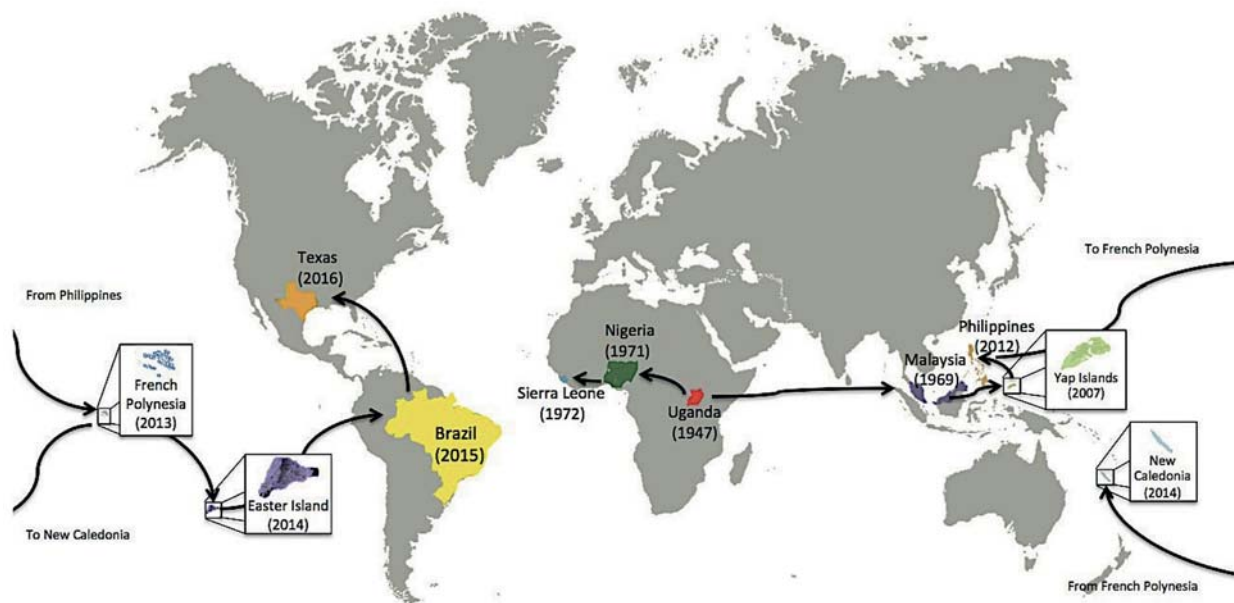 Texas
(2016)
To French Polynesia
From Philippines
Nigeria
(1971)
Philippines
(2012)
Malaysia
(1969)
French
Polynesia
(2013)
Sierra Leone
(1972)
Uganda
(1947)
Yap Islands
(2007)
Brazil
(2015)
New
Caledonia
(2014)
Easter Island
(2014)
To New Caledonia
From French Polynesia